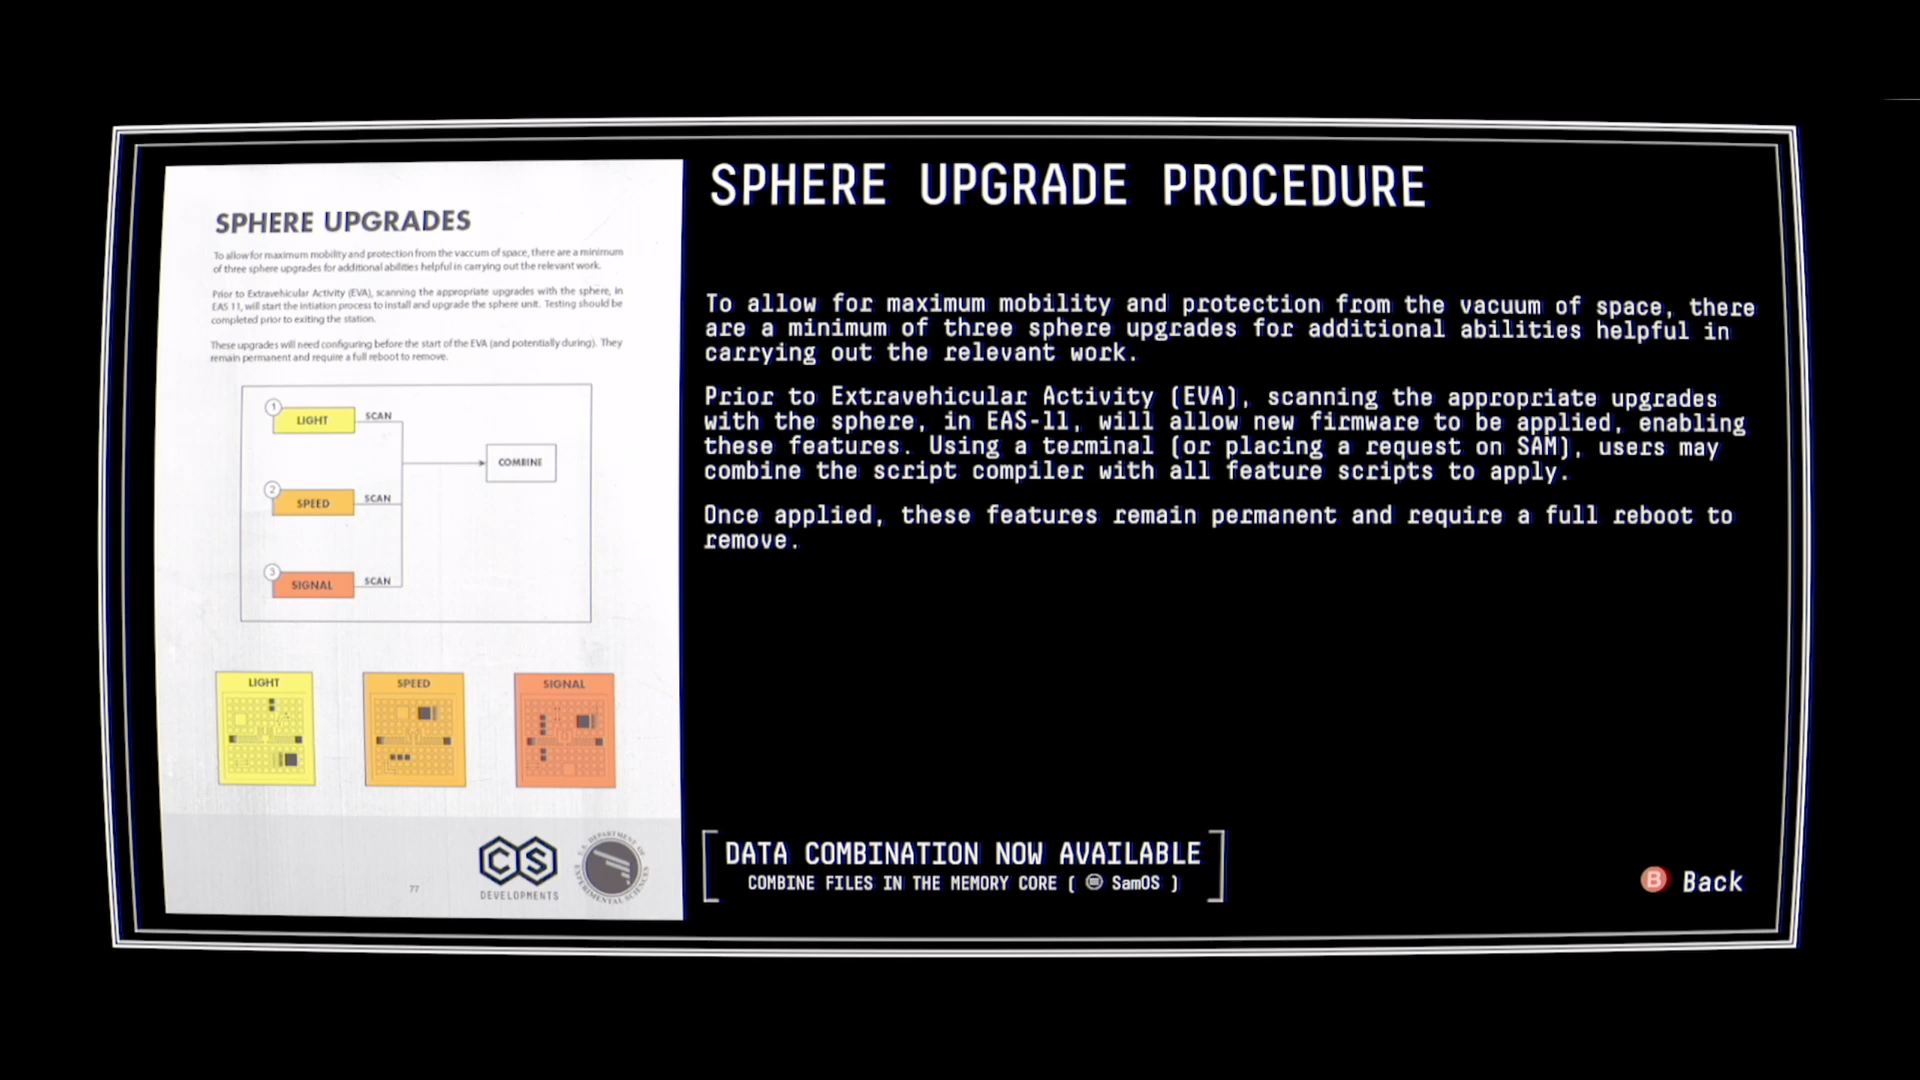 SPHERE UPGRADES
To allow for maximum mobility and protection from the vaccum of space, there are a minimum
of three sphere upgrades for additional abilities helpful in carrying out the relevant work.
Prior to Extravehicular Activity (EVA), scanning the appropriate upgrades with the sphere, in
EAS 11, will start the intiation process to install and upgrade the sphere unit. Testing should be
completed prior to exiting the station.
These upgrades will need configuring before the start of the EVA (and potentially during). They
remain permanent and require a full reboot to remove.
1
LIGHT
SCAN
COMBINE
2
SPEED
SCAN
3
SIGNAL
SCAN
LIGHT
SPEED
SIGNAL
77
CS
DEVELOPMENTS
U.S. DEPARTMENT OF
EXPERIMENTAL SCIENCES
SPHERE UPGRADE PROCEDURE
To allow for maximum mobility and protection from the vacuum of space, there
are a minimum of three sphere upgrades for additional abilities helpful in
carrying out the relevant work.
Prior to Extravehicular Activity (EVA), scanning the appropriate upgrades
with the sphere, in EAS-11, will allow new firmware to be applied, enabling
these features. Using a terminal (or placing a request on SAM), users may
combine the script compiler with all feature scripts to apply.
Once applied, these features remain permanent and require a full reboot to
remove.
DATA COMBINATION NOW AVAILABLE
COMBINE FILES IN THE MEMORY CORE ( SamOS )
B Back